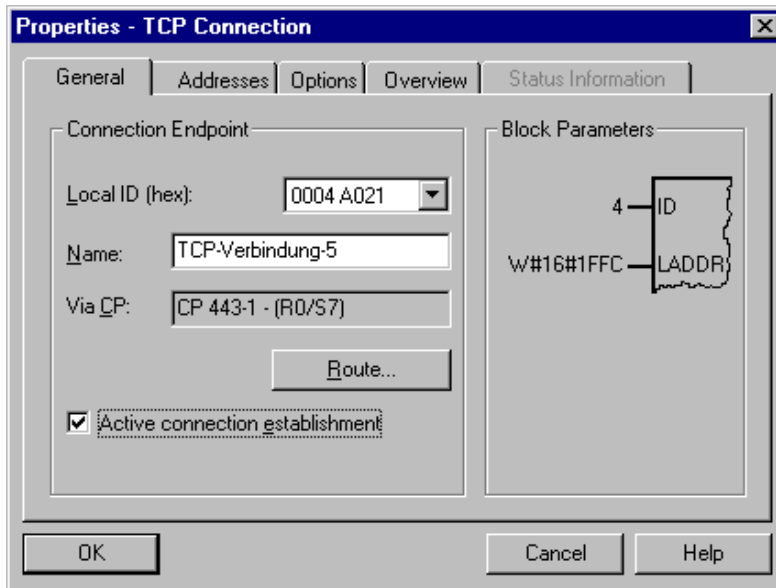 Properties - TCP Connection
General Addresses Options Overview Status Information
Connection Endpoint
Local ID (hex): 0004 A021
Name: TCP-Verbindung-5
Via CP: CP 443-1 - (R0/S7)
Route...
Active connection establishment
Block Parameters
4 ID
W#16#1FFC LADDR
OK Cancel Help